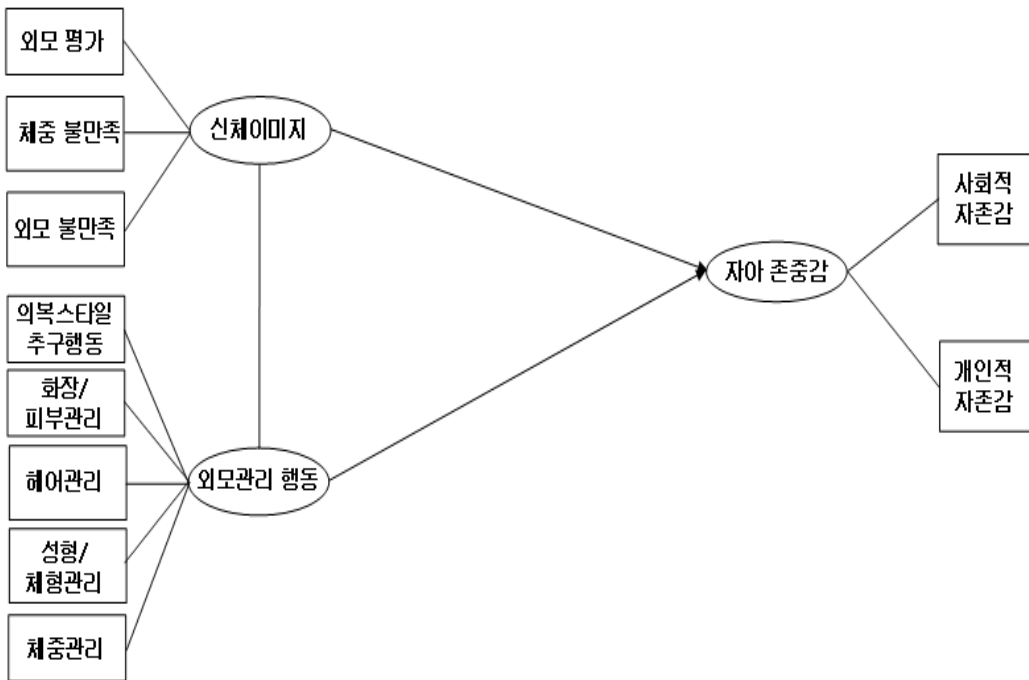 외모 평가
체중 불만족
외모 불만족
신체이미지
의복스타일
추구행동
화장/
피부관리
헤어관리
성형/
체형관리
체중관리
외모관리 행동
자아 존중감
사회적
자존감
개인적
자존감